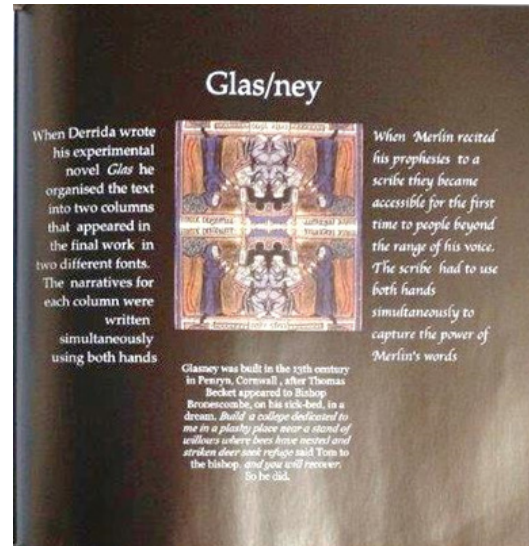 Glas/ney
When Derrida wrote
his experimental
novel Glas he
organised the text
into two columns
that appeared in
the final work in
two different fonts.
The narratives for
each column were
written
simultaneously
using both hands
When Merlin recited
his prophesies to a
scribe they became
accessible for the first
time to people beyond
the range of his voice.
The scribe had to use
both hands
simultaneously to
capture the power of
Merlin's words
Glasney was built in the 13th century
in Penryn, Cornwall , after Thomas
Becket appeared to Bishop
Bronescombe, on his sick-bed, in a
dream. Build a college dedicated to
me in a plashy place near a stand of
willows where bees have nested and
striken deer seek refuge said Tom to
the bishop. and you will recover.
So he did.